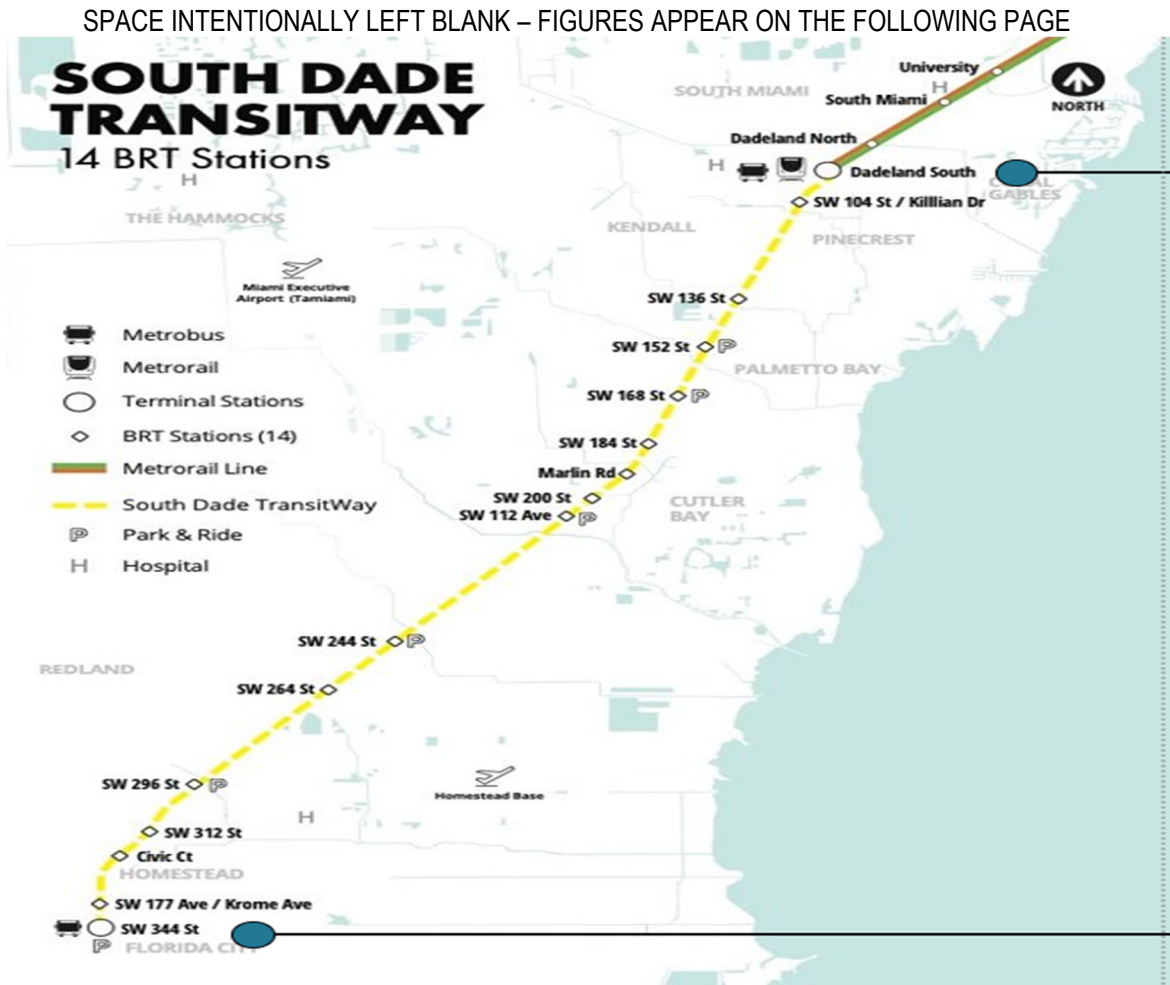 SPACE INTENTIONALLY LEFT BLANK – FIGURES APPEAR ON THE FOLLOWING PAGE
SOUTH DADE
TRANSITWAY
14 BRT Stations
H
THE HAMMOCKS
Miami Executive
Airport (Tamiami)
Metrobus
Metrorail
Terminal Stations
BRT Stations (14)
Metrorail Line
South Dade TransitWay
P Park & Ride
H Hospital
University
H
SOUTH MIAMI
South Miami
NORTH
Dadeland North
H
Dadeland South
GABLES
SW 104 St / Killlian Dr
KENDALL
PINECREST
SW 136 St
SW 152 St P
PALMETTO BAY
SW 168 St P
SW 184 St
Marlin Rd
SW 200 St
CUTLER
BAY
SW 112 Ave P
SW 244 St P
REDLAND
SW 264 St
SW 296 St P
Homestead Base
H
SW 312 St
Civic Ct
HOMESTEAD
SW 177 Ave / Krome Ave
SW 344 St
P FLORIDA